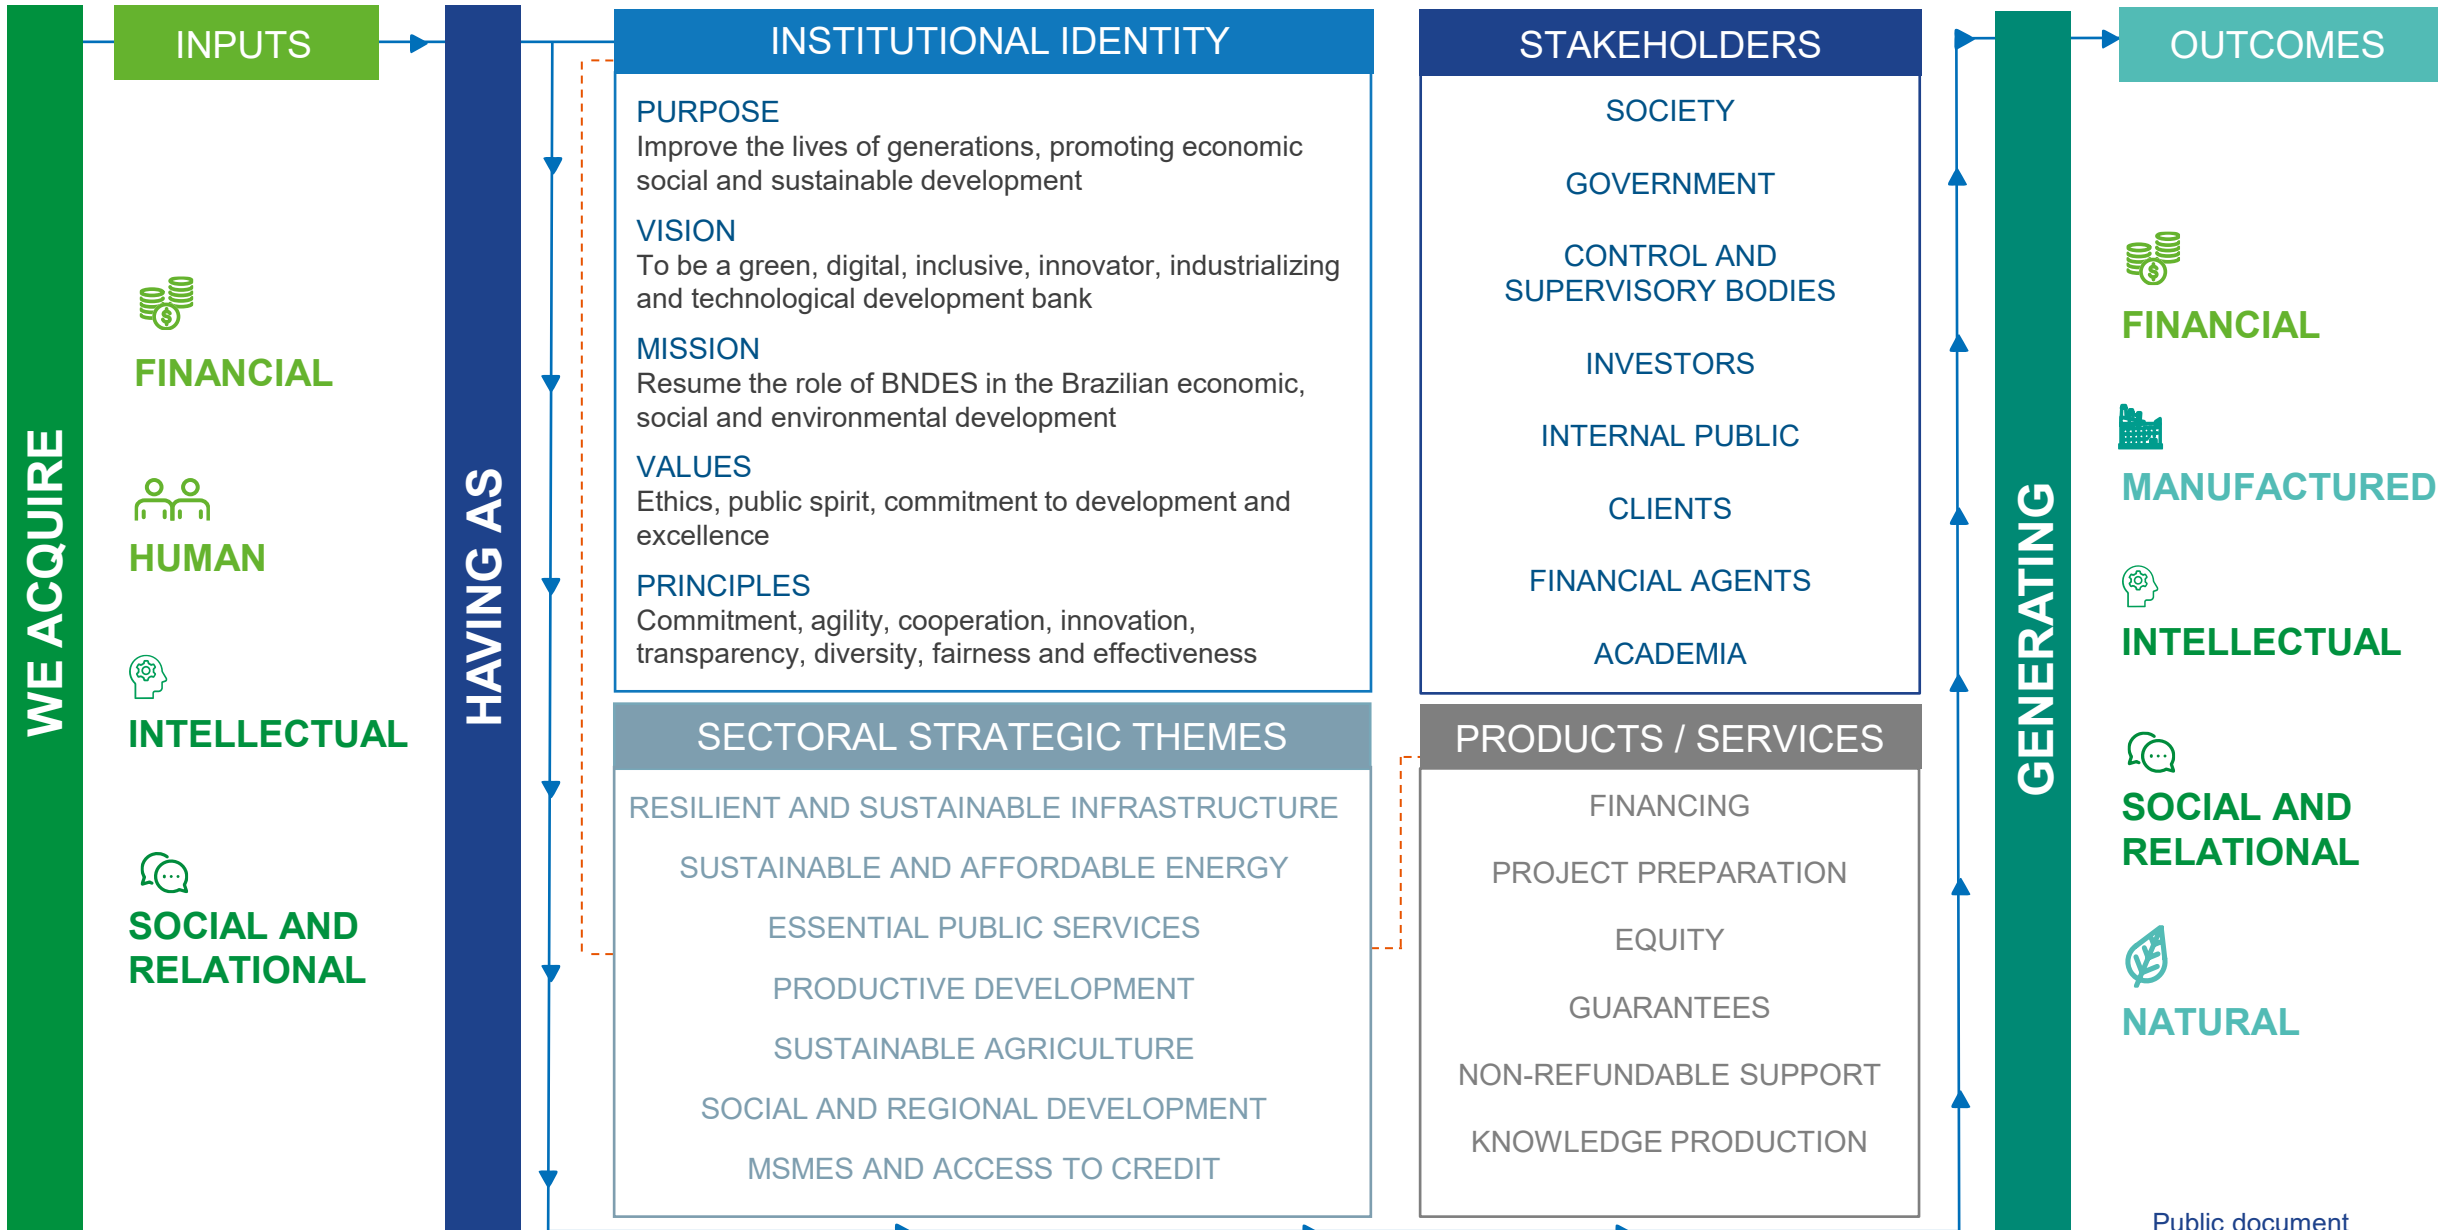 WE ACQUIRE
INPUTS
FINANCIAL
HUMAN
INTELLECTUAL
SOCIAL AND
RELATIONAL
HAVING AS
INSTITUTIONAL IDENTITY
PURPOSE
Improve the lives of generations, promoting economic
social and sustainable development
VISION
To be a green, digital, inclusive, innovator, industrializing
and technological development bank
MISSION
Resume the role of BNDES in the Brazilian economic,
social and environmental development
VALUES
Ethics, public spirit, commitment to development and
excellence
PRINCIPLES
Commitment, agility, cooperation, innovation,
transparency, diversity, fairness and effectiveness
STAKEHOLDERS
SOCIETY
GOVERNMENT
CONTROL AND
SUPERVISORY BODIES
INVESTORS
INTERNAL PUBLIC
CLIENTS
FINANCIAL AGENTS
ACADEMIA
SECTORAL STRATEGIC THEMES
RESILIENT AND SUSTAINABLE INFRASTRUCTURE
SUSTAINABLE AND AFFORDABLE ENERGY
ESSENTIAL PUBLIC SERVICES
PRODUCTIVE DEVELOPMENT
SUSTAINABLE AGRICULTURE
SOCIAL AND REGIONAL DEVELOPMENT
MSMES AND ACCESS TO CREDIT
PRODUCTS / SERVICES
FINANCING
PROJECT PREPARATION
EQUITY
GUARANTEES
NON-REFUNDABLE SUPPORT
KNOWLEDGE PRODUCTION
GENERATING
OUTCOMES
FINANCIAL
MANUFACTURED
INTELLECTUAL
SOCIAL AND
RELATIONAL
NATURAL
Public document